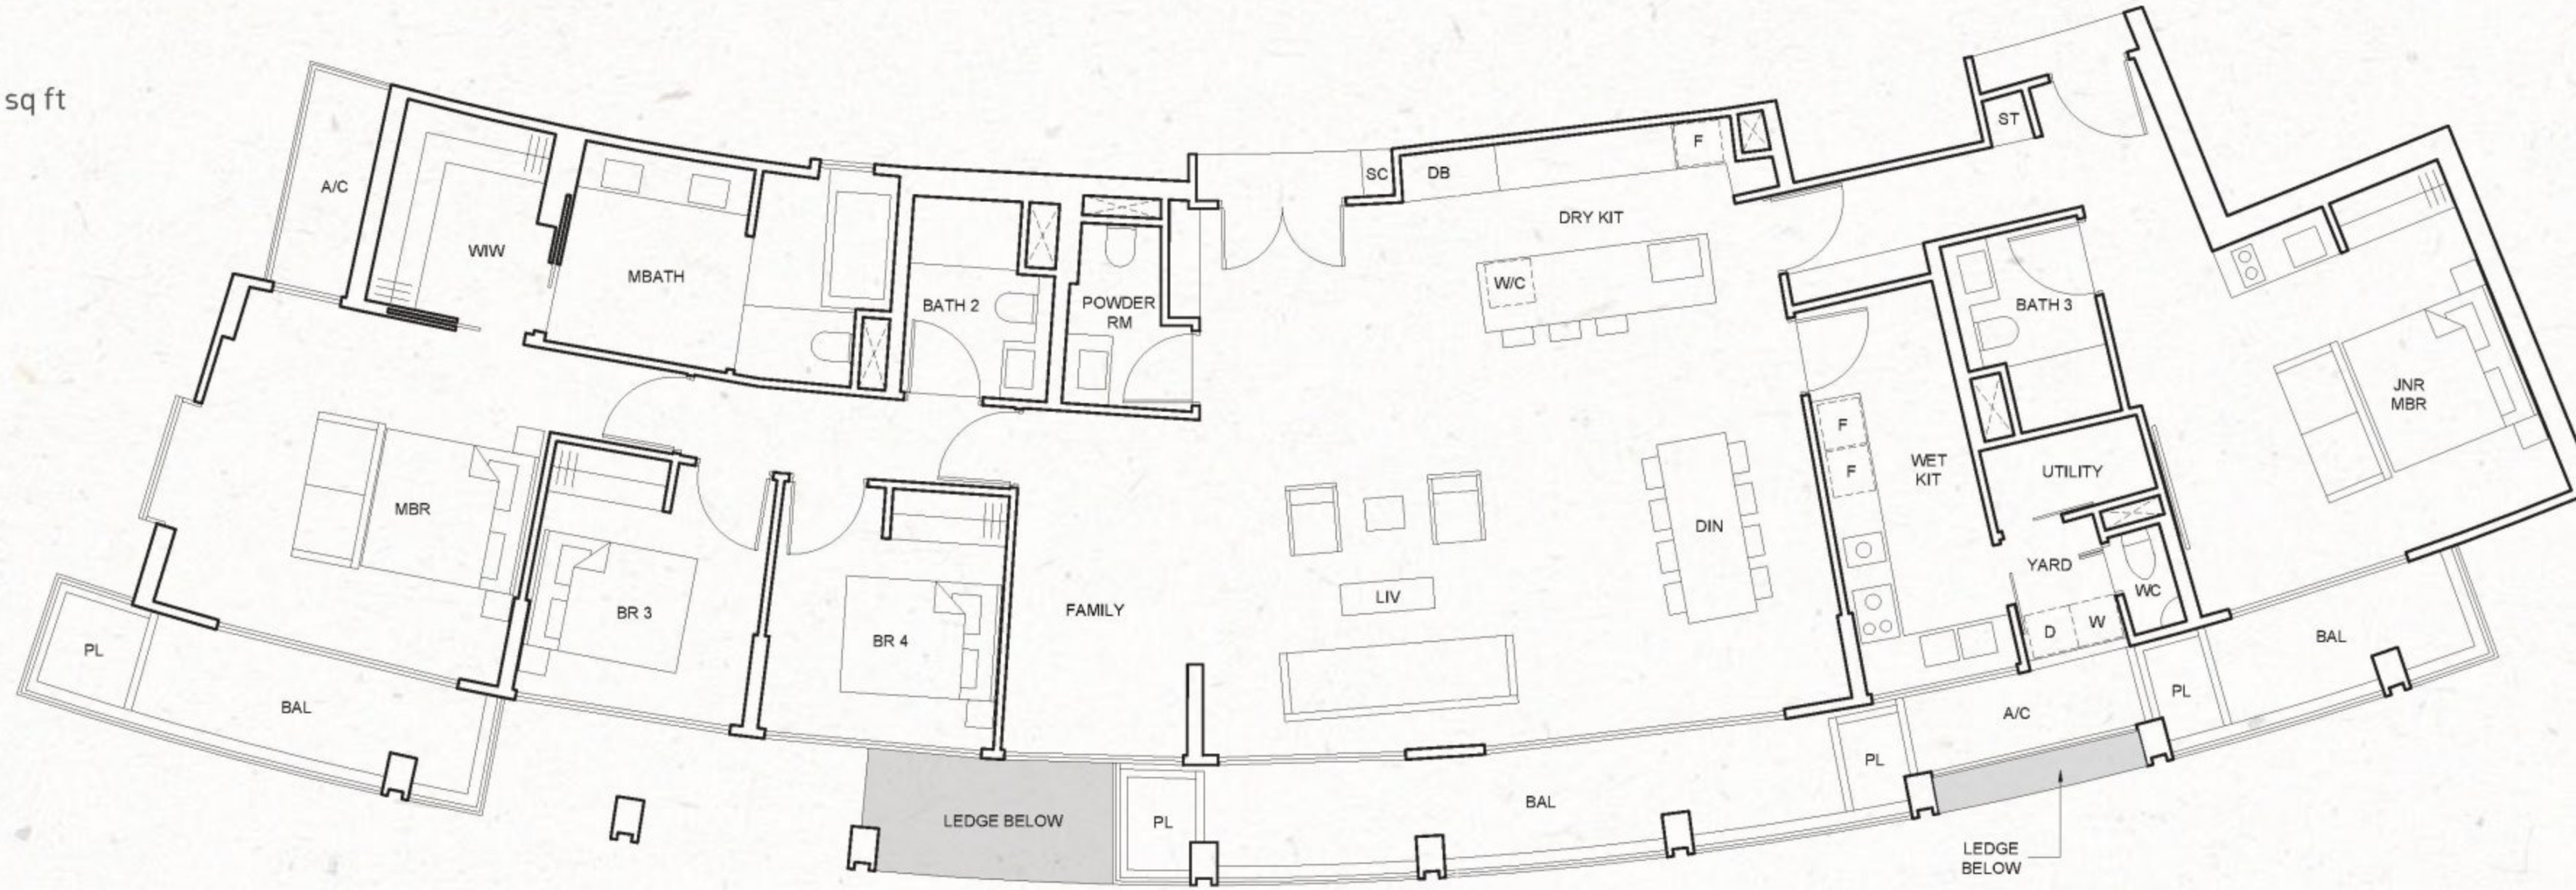 sq ft
A/C
WIW
MBATH
BATH 2
POWDER
RM
SC
DB
F
DRY KIT
W/C
ST
BATH 3
JNR
MBR
F
F
WET
KIT
UTILITY
YARD
WC
D
W
MBR
BR 3
BR 4
FAMILY
LIV
DIN
PL
BAL
LEDGE BELOW
PL
BAL
PL
A/C
PL
BAL
LEDGE
BELOW